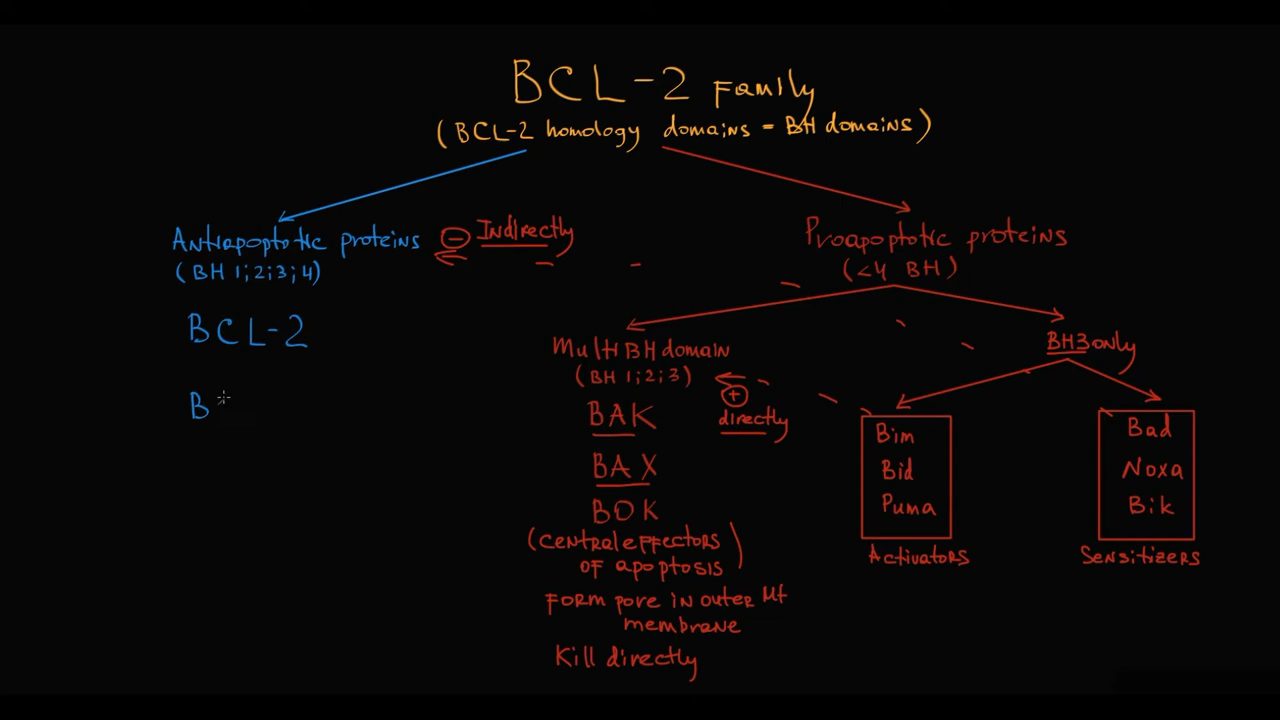 BCL-2 Family
(BCL-2 homology domains = BH domains)
Antiapoptotic proteins
(BH 1;2;3;4)
BCL-2
B
⊖ Indirectly
Proapoptotic proteins
(<4 BH)
Multi BH domain
(BH 1;2;3)
BAK
BAX
BOK
(central effectors
of apoptosis)
Form pore in outer Mt
membrane
Kill directly
⊕
directly
BH3 only
Bim
Bid
Puma
Activators
Bad
Noxa
Bik
Sensitizers